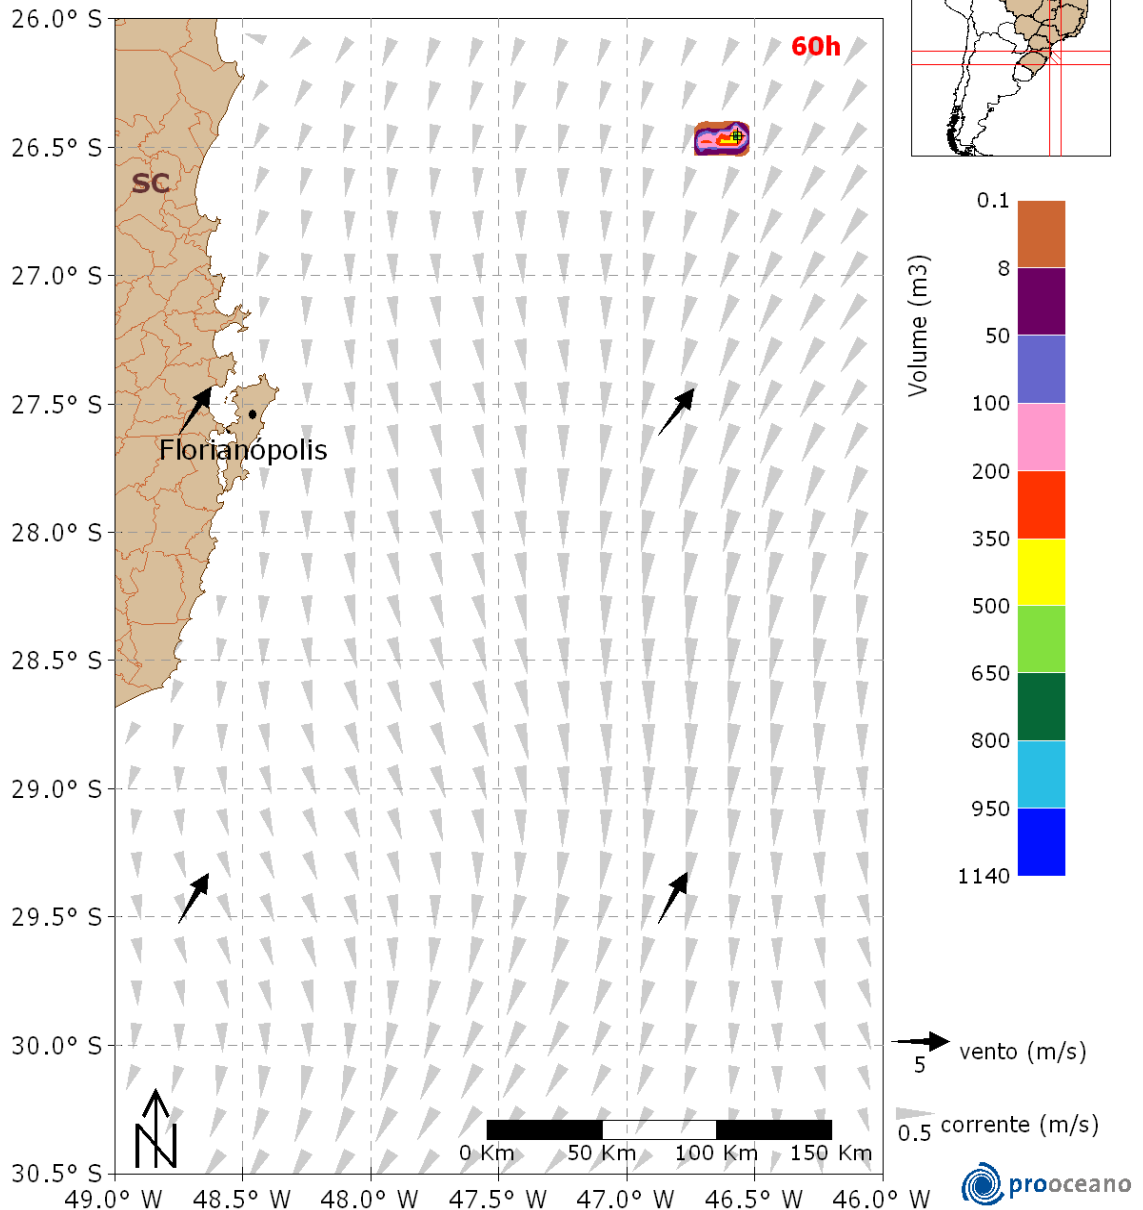 26.0° S
60h
26.5° S
SC
27.0° S
27.5° S
Florianópolis
28.0° S
28.5° S
29.0° S
29.5° S
30.0° S
30.5° S
N
0 Km 50 Km 100 Km 150 Km
49.0° W 48.5° W 48.0° W 47.5° W 47.0° W 46.5° W 46.0° W
Volume (m3)
0.1
8
50
100
200
350
500
650
800
950
1140
5 vento (m/s)
0.5 corrente (m/s)
prooceano